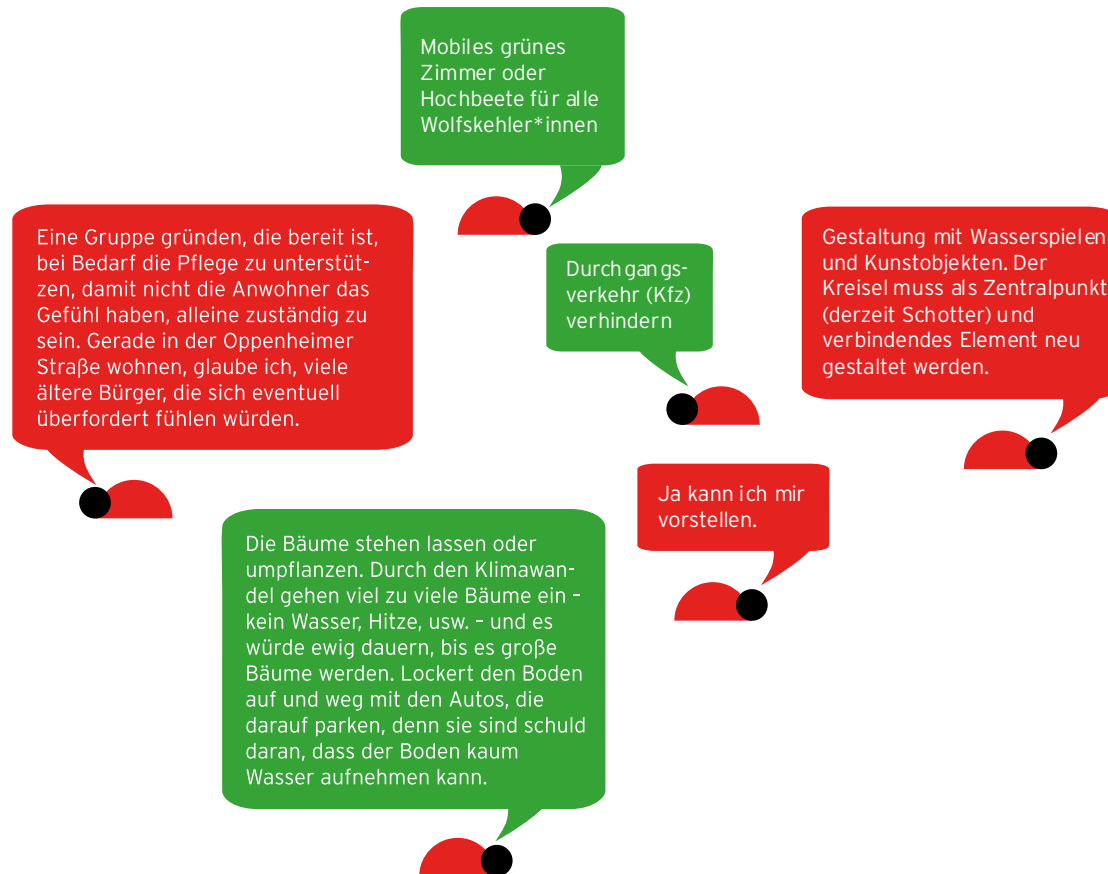 Mobiles grünes
Zimmer oder
Hochbeete für alle
Wolfskehler*innen
Eine Gruppe gründen, die bereit ist,
bei Bedarf die Pflege zu unterstüt-
zen, damit nicht die Anwohner das
Gefühl haben, alleine zuständig zu
sein. Gerade in der Oppenheimer
Straße wohnen, glaube ich, viele
ältere Bürger, die sich eventuell
überfordert fühlen würden.
Durchgangs-
verkehr (Kfz)
verhindern
Gestaltung mit Wasserspielen
und Kunstobjekten. Der
Kreisel muss als Zentralpunkt
(derzeit Schotter) und
verbindendes Element neu
gestaltet werden.
Ja kann ich mir
vorstellen.
Die Bäume stehen lassen oder
umpflanzen. Durch den Klimawan-
del gehen viel zu viele Bäume ein –
kein Wasser, Hitze, usw. – und es
würde ewig dauern, bis es große
Bäume werden. Lockert den Boden
auf und weg mit den Autos, die
darauf parken, denn sie sind schuld
daran, dass der Boden kaum
Wasser aufnehmen kann.